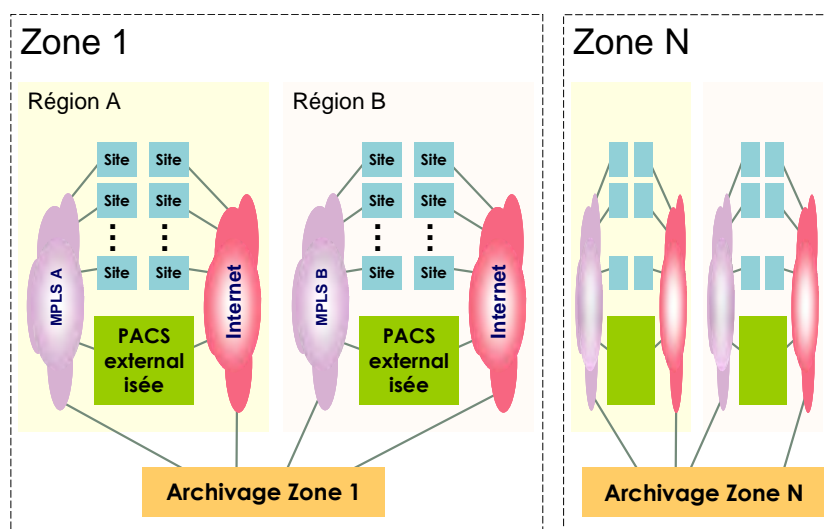 Zone 1
Région A
Site Site
Site Site
Site Site
MPLS A
Internet
PACS
external
isée
Région B
Site Site
Site Site
Site Site
MPLS B
Internet
PACS
external
isée
Archivage Zone 1
Zone N
Archivage Zone N